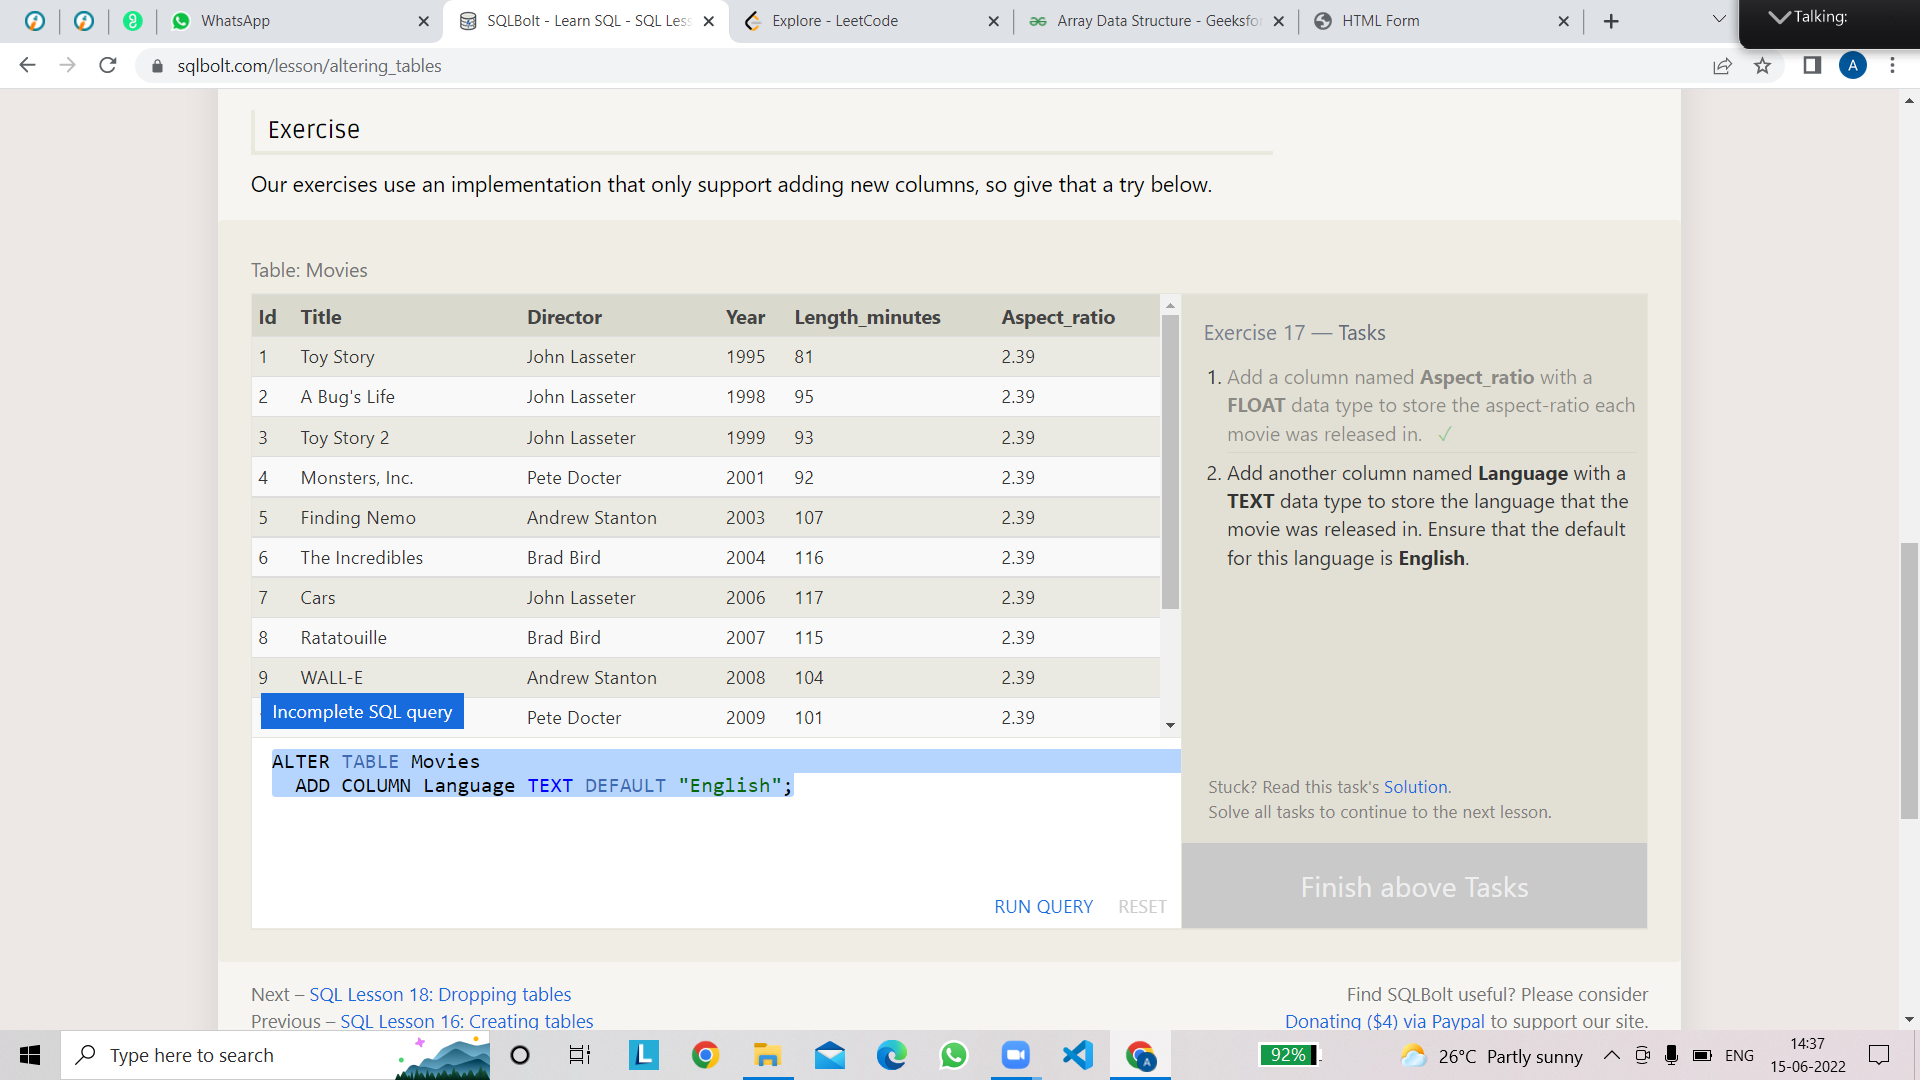 WhatsApp
SQLBolt - Learn SQL - SQL Less
Explore - LeetCode
Array Data Structure - Geeksfor
HTML Form
Talking:
sqlbolt.com/lesson/altering_tables
A
Exercise
Our exercises use an implementation that only support adding new columns, so give that a try below.
Table: Movies
Id Title Director Year Length_minutes Aspect_ratio
1 Toy Story John Lasseter 1995 81 2.39
2 A Bug's Life John Lasseter 1998 95 2.39
3 Toy Story 2 John Lasseter 1999 93 2.39
4 Monsters, Inc. Pete Docter 2001 92 2.39
5 Finding Nemo Andrew Stanton 2003 107 2.39
6 The Incredibles Brad Bird 2004 116 2.39
7 Cars John Lasseter 2006 117 2.39
8 Ratatouille Brad Bird 2007 115 2.39
9 WALL-E Andrew Stanton 2008 104 2.39
Pete Docter 2009 101 2.39
Incomplete SQL query
ALTER TABLE Movies
ADD COLUMN Language TEXT DEFAULT "English";
RUN QUERY RESET
Exercise 17 — Tasks
1. Add a column named Aspect_ratio with a
FLOAT data type to store the aspect-ratio each
movie was released in. ✓
2. Add another column named Language with a
TEXT data type to store the language that the
movie was released in. Ensure that the default
for this language is English.
Stuck? Read this task's Solution.
Solve all tasks to continue to the next lesson.
Finish above Tasks
Next – SQL Lesson 18: Dropping tables
Previous – SQL Lesson 16: Creating tables
Find SQLBolt useful? Please consider
Donating ($4) via Paypal to support our site.
Type here to search
L
A
92%
26°C Partly sunny
ENG
14:37
15-06-2022